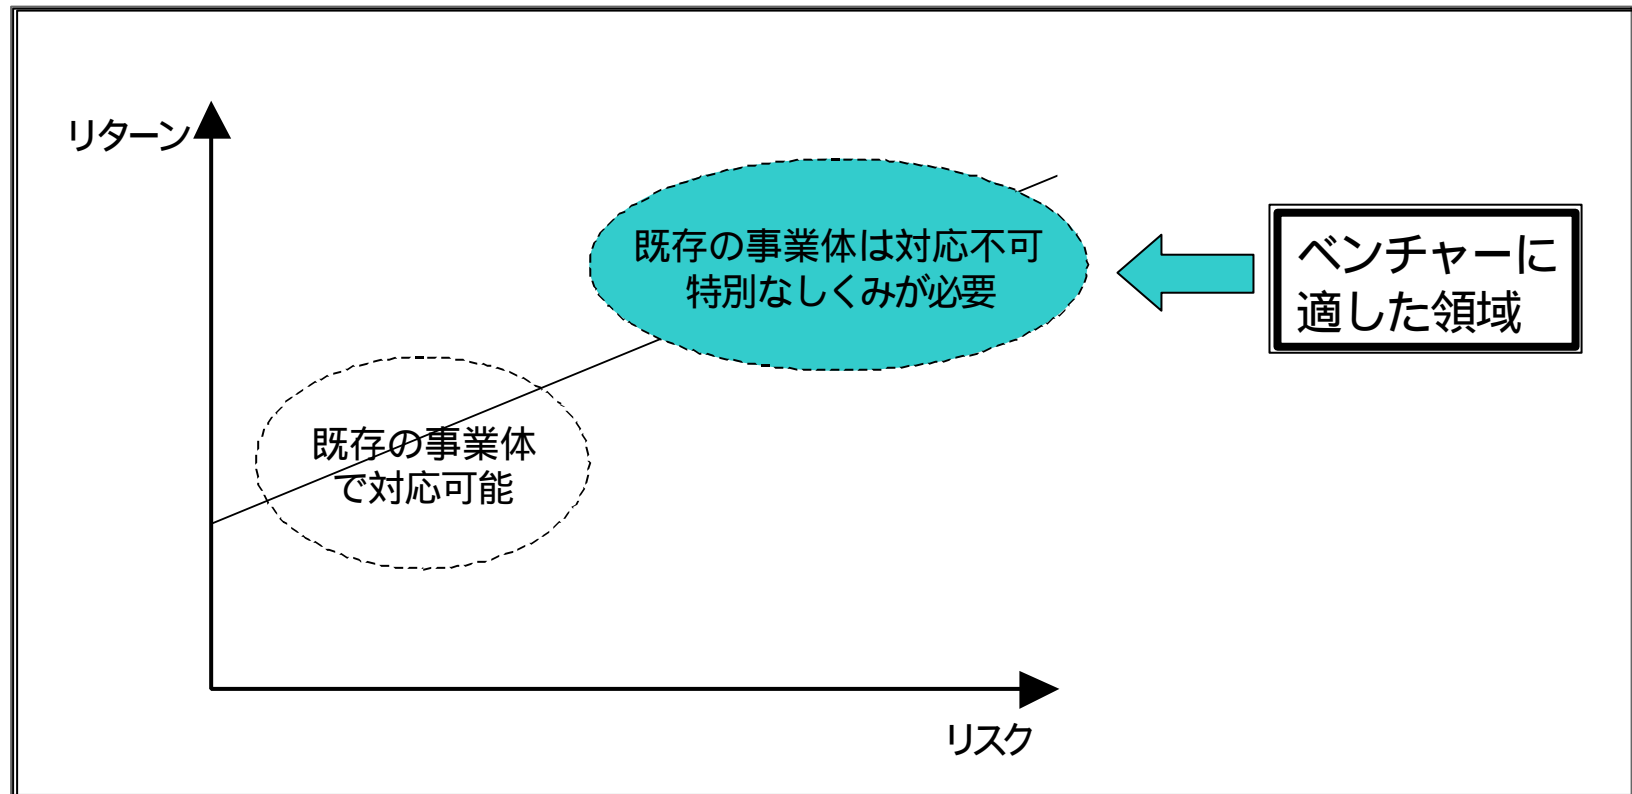 リターン
既存の事業体は対応不可
特別なしくみが必要
ベンチャーに
適した領域
既存の事業体
で対応可能
リスク